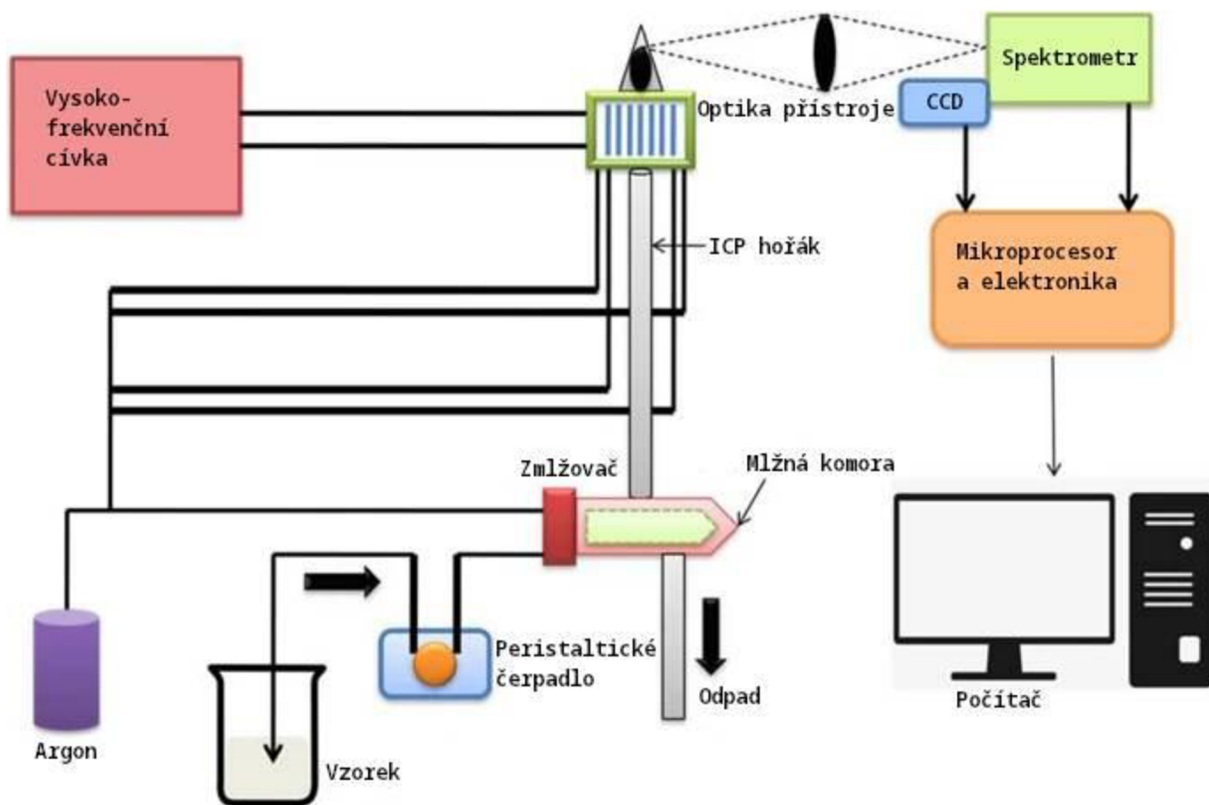 Vysoko-
frekvenční
cívka
Optika přístroje
CCD
Spektrometr
ICP hořák
Mikroprocesor
a elektronika
Zmlžovač
Mlžná komora
Peristaltické
čerpadlo
Odpad
Počítač
Argon
Vzorek